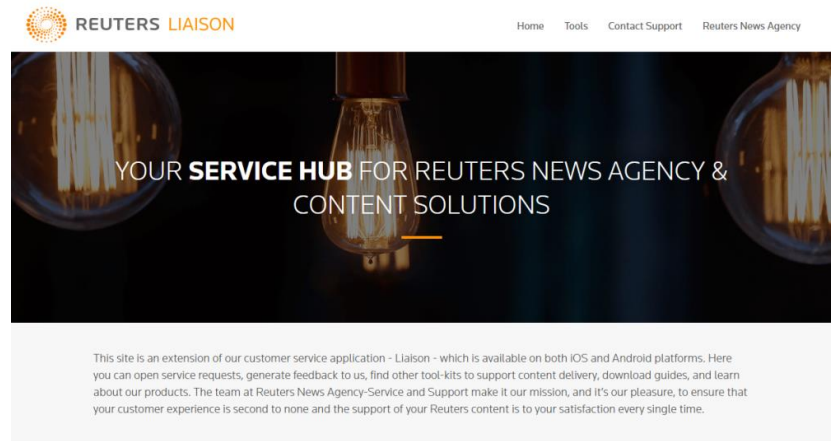 REUTERS LIAISON
Home Tools Contact Support Reuters News Agency
YOUR SERVICE HUB FOR REUTERS NEWS AGENCY &
CONTENT SOLUTIONS
This site is an extension of our customer service application - Liaison - which is available on both iOS and Android platforms. Here
you can open service requests, generate feedback to us, find other tool-kits to support content delivery, download guides, and learn
about our products. The team at Reuters News Agency-Service and Support make it our mission, and it's our pleasure, to ensure that
your customer experience is second to none and the support of your Reuters content is to your satisfaction every single time.